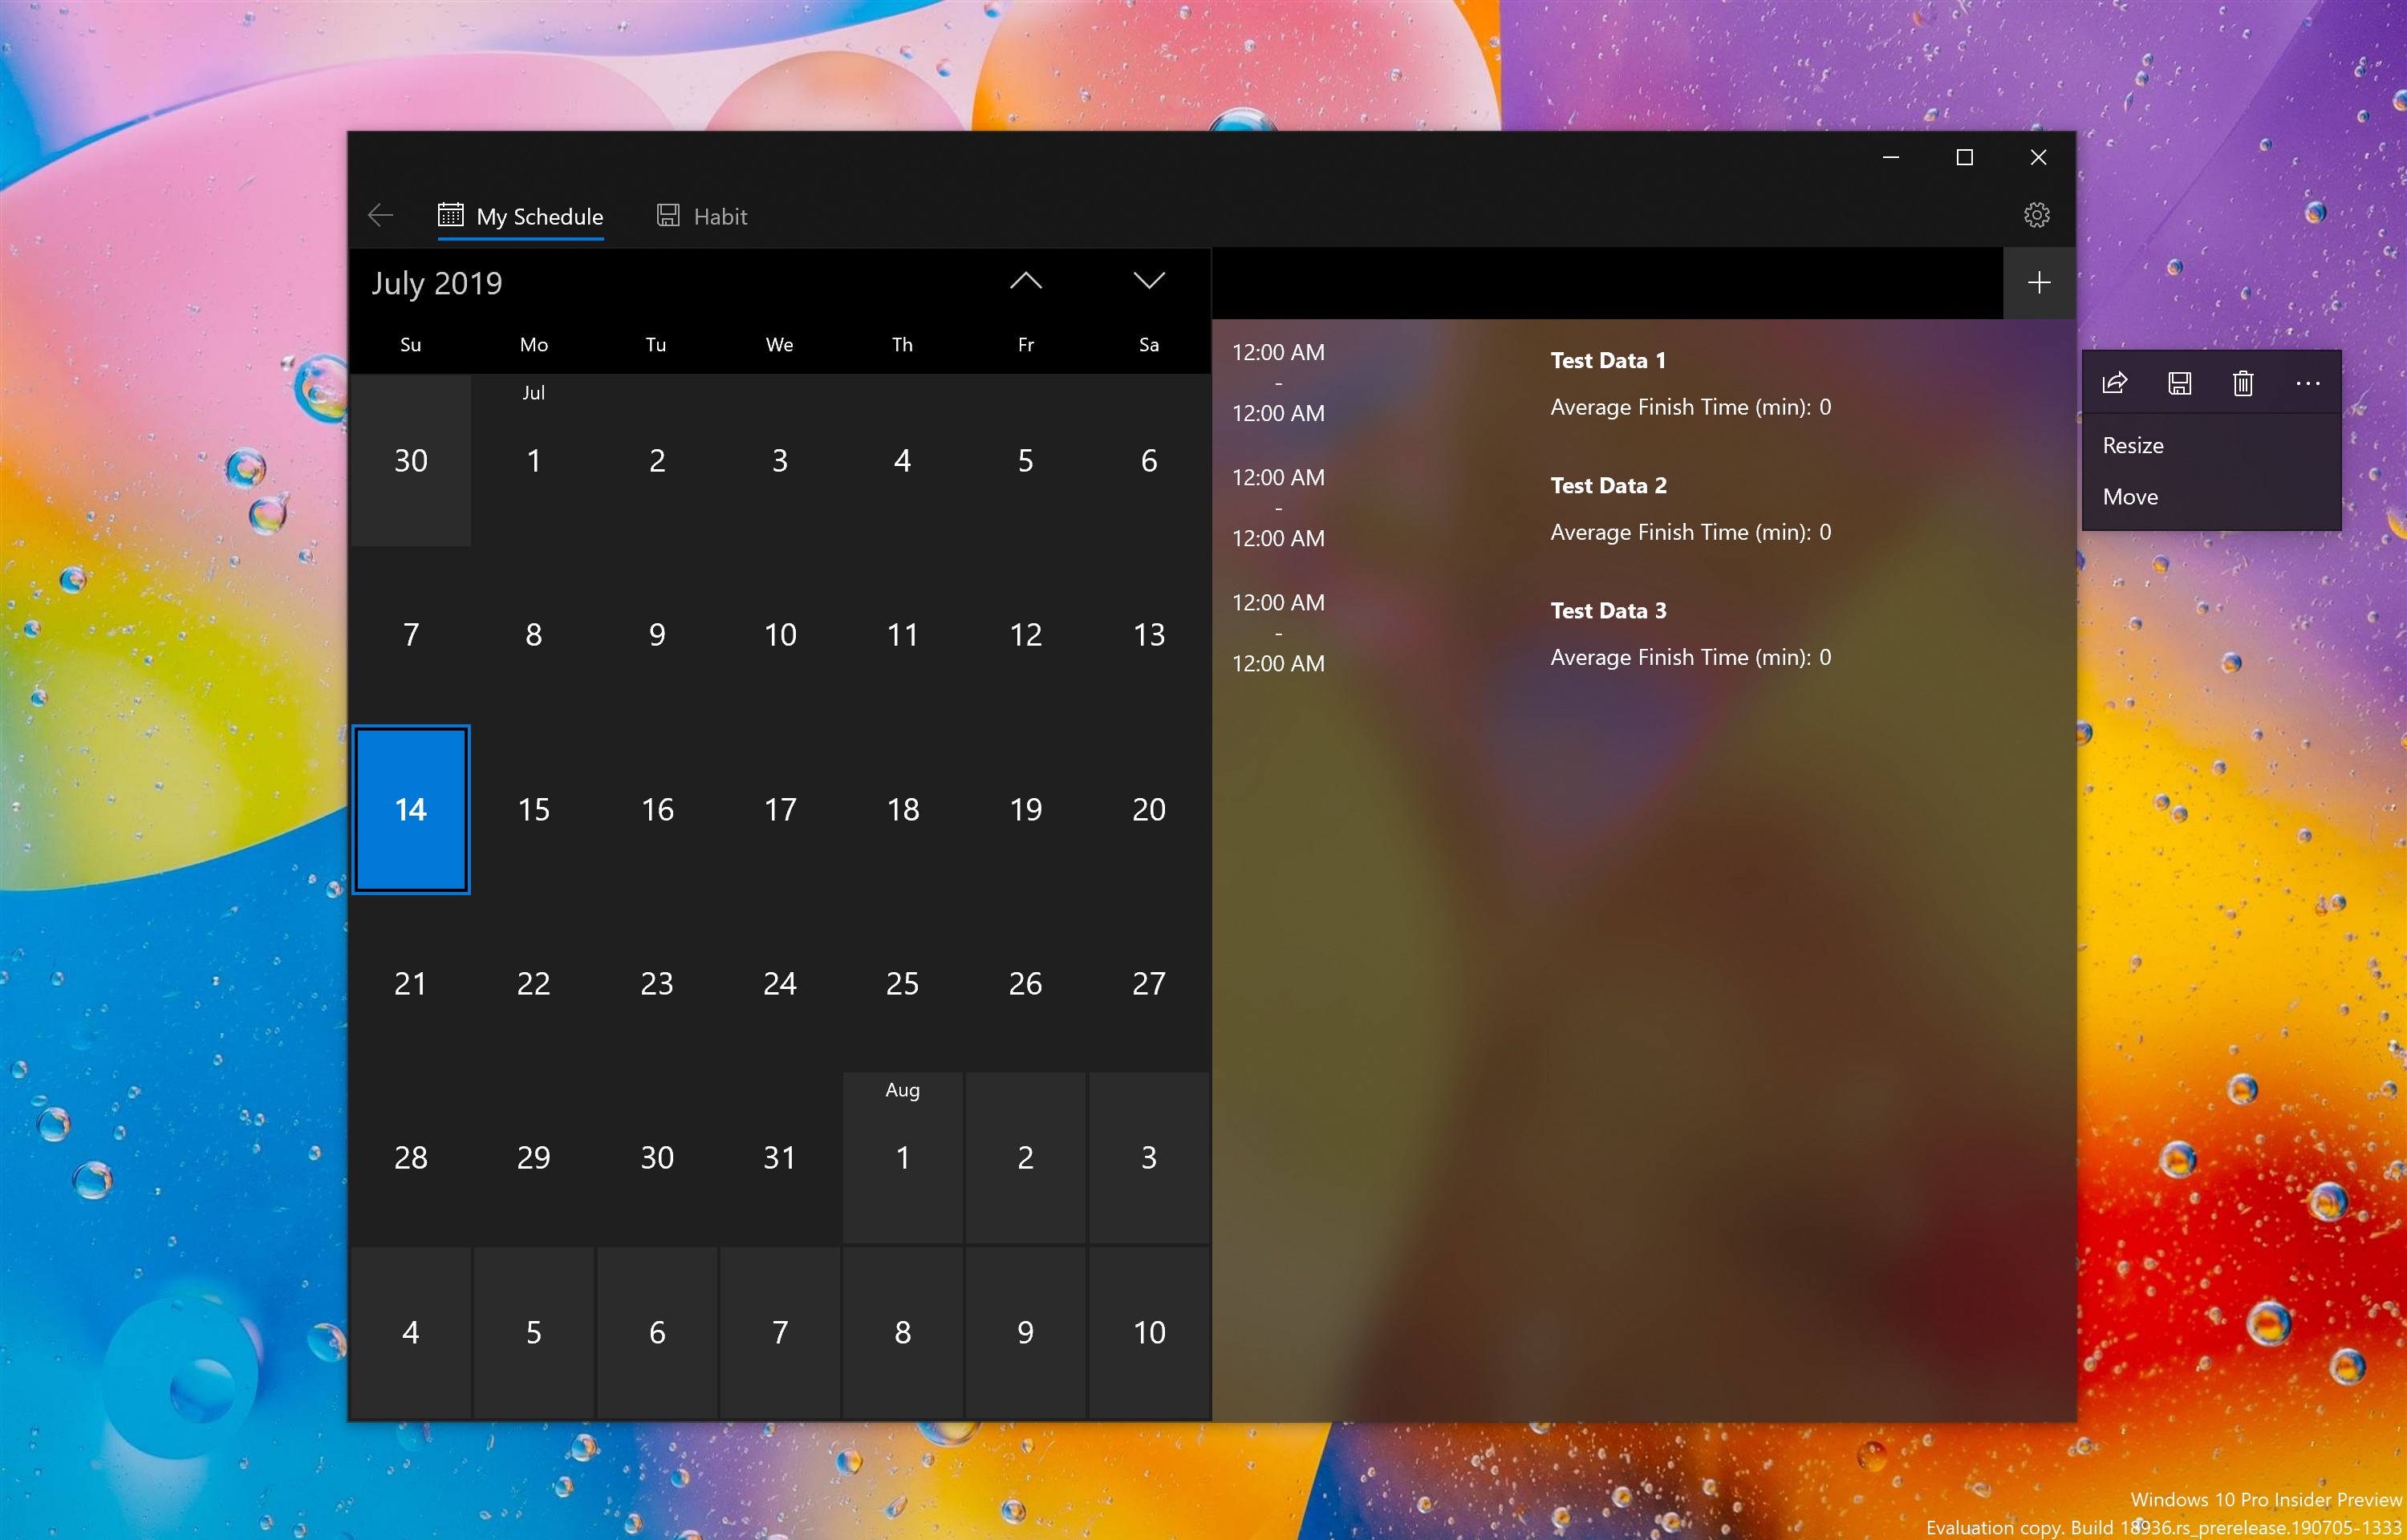 My Schedule
Habit
July 2019
Su Mo Tu We Th Fr Sa
Jul
30 1 2 3 4 5 6
7 8 9 10 11 12 13
14 15 16 17 18 19 20
21 22 23 24 25 26 27
Aug
28 29 30 31 1 2 3
4 5 6 7 8 9 10
12:00 AM
-
12:00 AM
Test Data 1
Average Finish Time (min): 0
12:00 AM
-
12:00 AM
Test Data 2
Average Finish Time (min): 0
12:00 AM
-
12:00 AM
Test Data 3
Average Finish Time (min): 0
Resize
Move
Windows 10 Pro Insider Preview
Evaluation copy. Build 18936.rs_prerelease.190705-1333